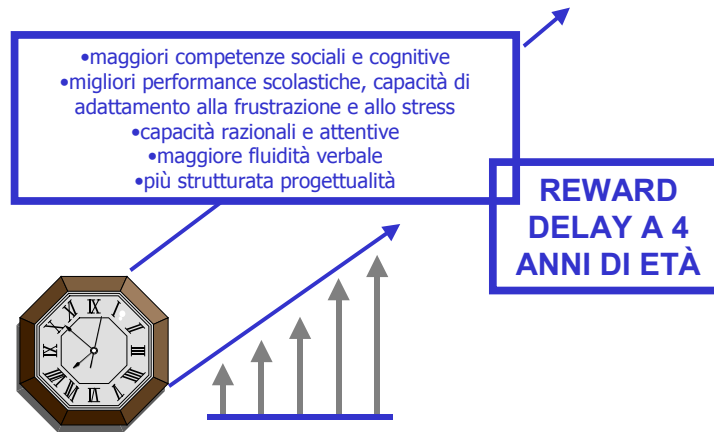 •maggiori competenze sociali e cognitive
•migliori performance scolastiche, capacità di
adattamento alla frustrazione e allo stress
•capacità razionali e attentive
•maggiore fluidità verbale
•più strutturata progettualità
REWARD
DELAY A 4
ANNI DI ETÀ